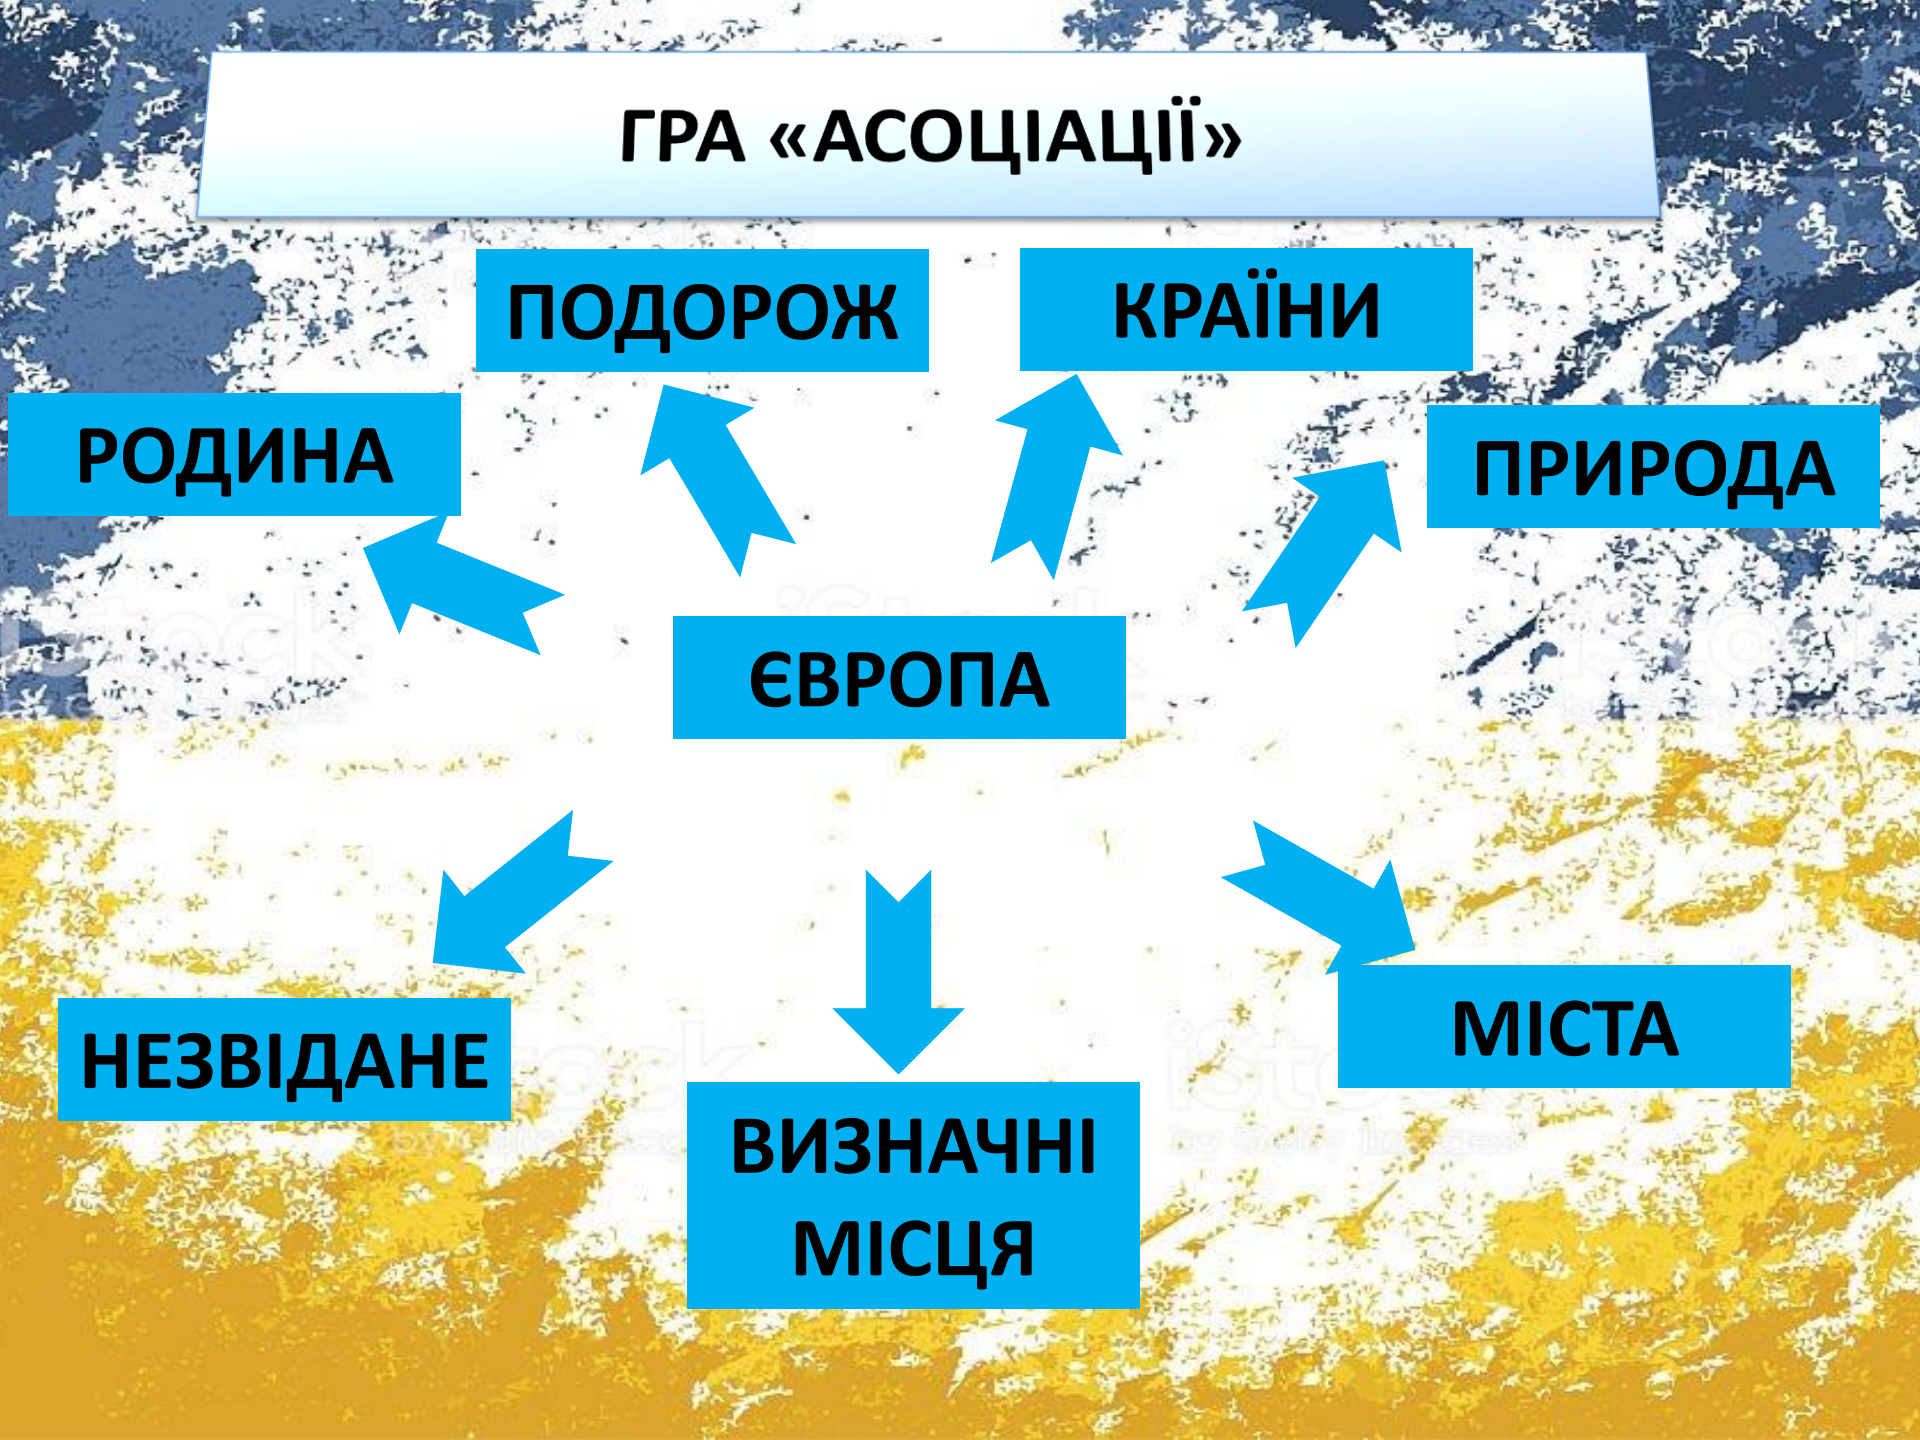 ГРА «АСОЦІАЦІЇ»
ПОДОРОЖ
КРАЇНИ
РОДИНА
ПРИРОДА
ЄВРОПА
НЕЗВІДАНЕ
МІСТА
ВИЗНАЧНІ
МІСЦЯ